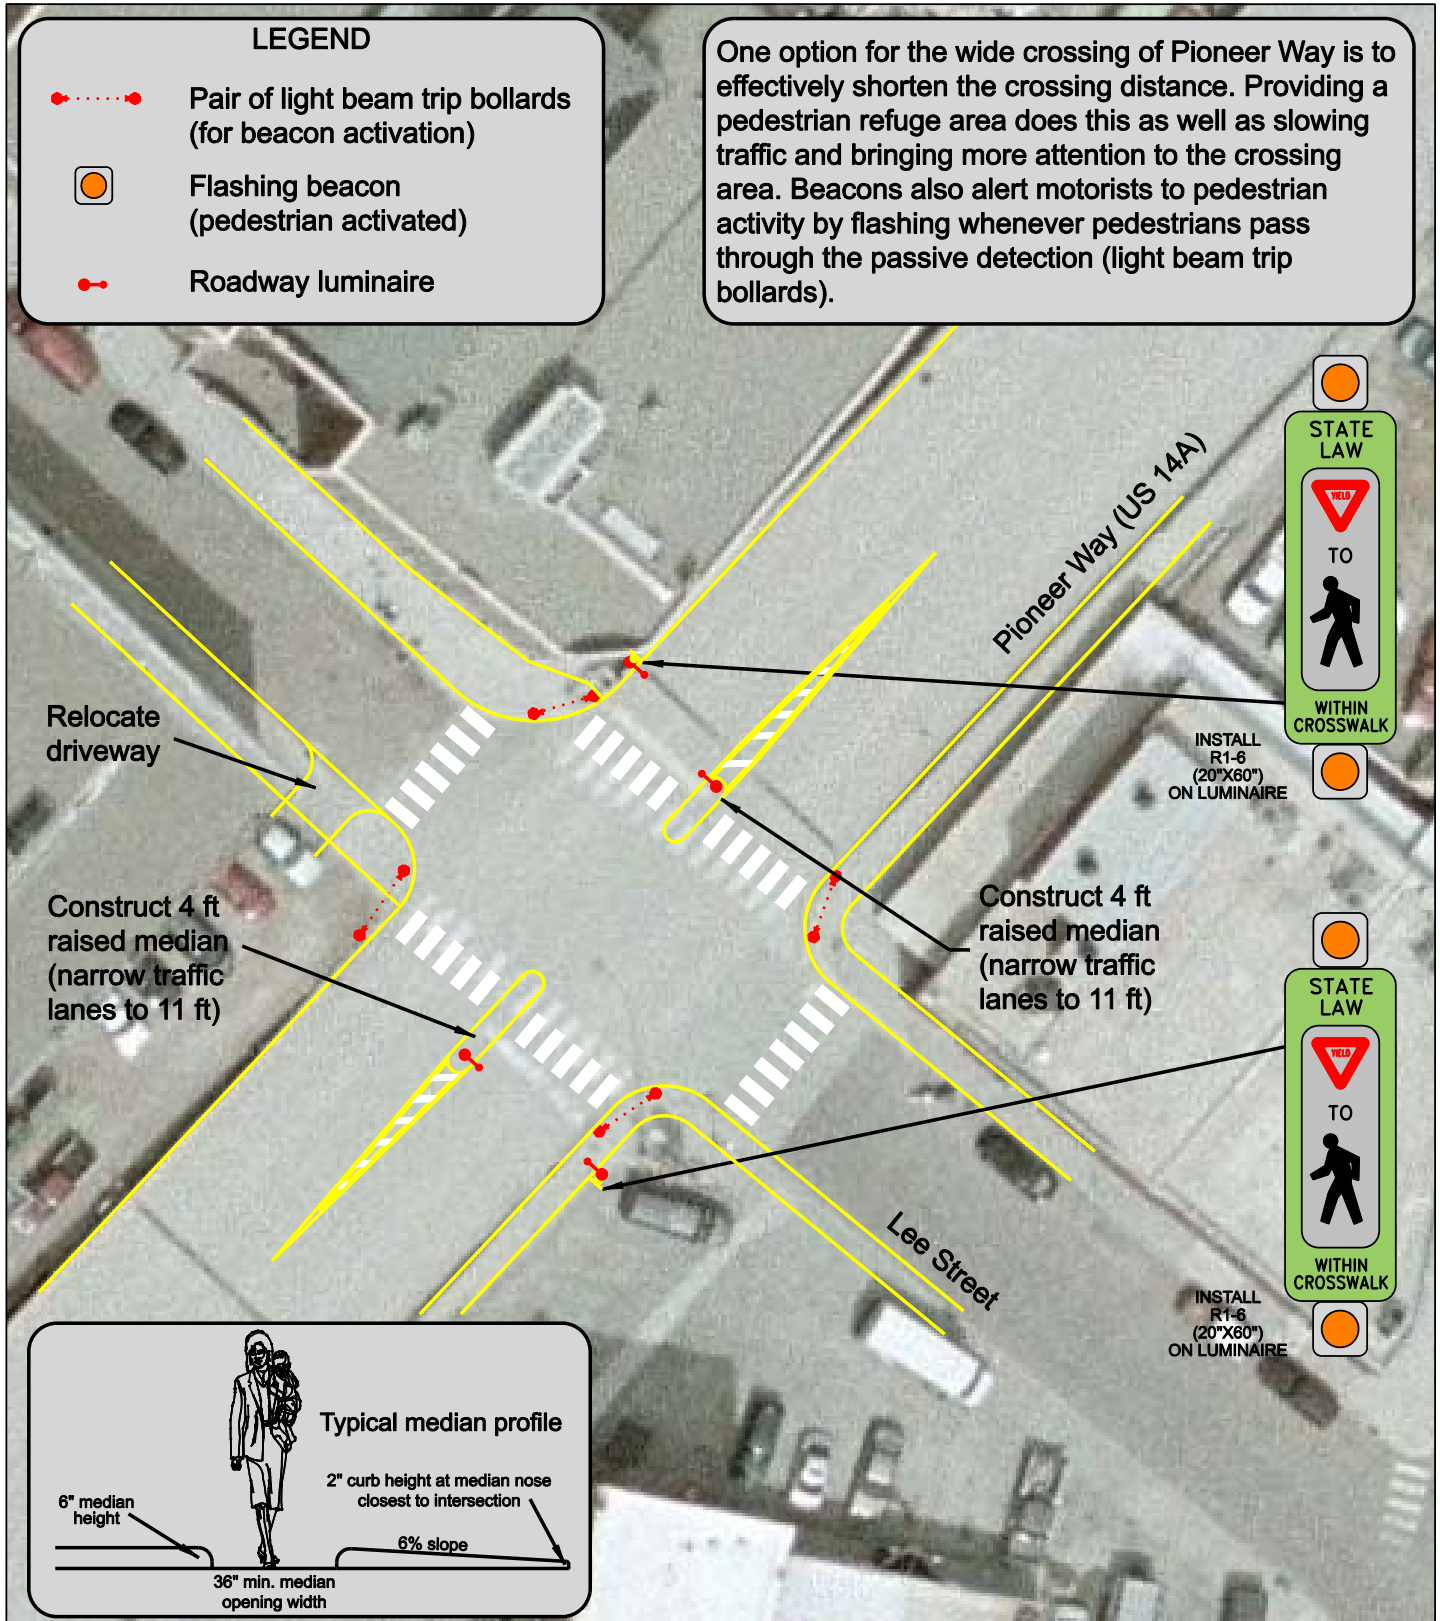 LEGEND
Pair of light beam trip bollards
(for beacon activation)
Flashing beacon
(pedestrian activated)
Roadway luminaire
One option for the wide crossing of Pioneer Way is to
effectively shorten the crossing distance. Providing a
pedestrian refuge area does this as well as slowing
traffic and bringing more attention to the crossing
area. Beacons also alert motorists to pedestrian
activity by flashing whenever pedestrians pass
through the passive detection (light beam trip
bollards).
STATE
LAW
YIELD
TO
WITHIN
CROSSWALK
INSTALL
R1-6
(20"X60")
ON LUMINAIRE
Pioneer Way (US 14A)
Relocate
driveway
Construct 4 ft
raised median
(narrow traffic
lanes to 11 ft)
Construct 4 ft
raised median
(narrow traffic
lanes to 11 ft)
STATE
LAW
YIELD
TO
WITHIN
CROSSWALK
INSTALL
R1-6
(20"X60")
ON LUMINAIRE
Lee Street
Typical median profile
6" median
height
2" curb height at median nose
closest to intersection
6% slope
36" min. median
opening width